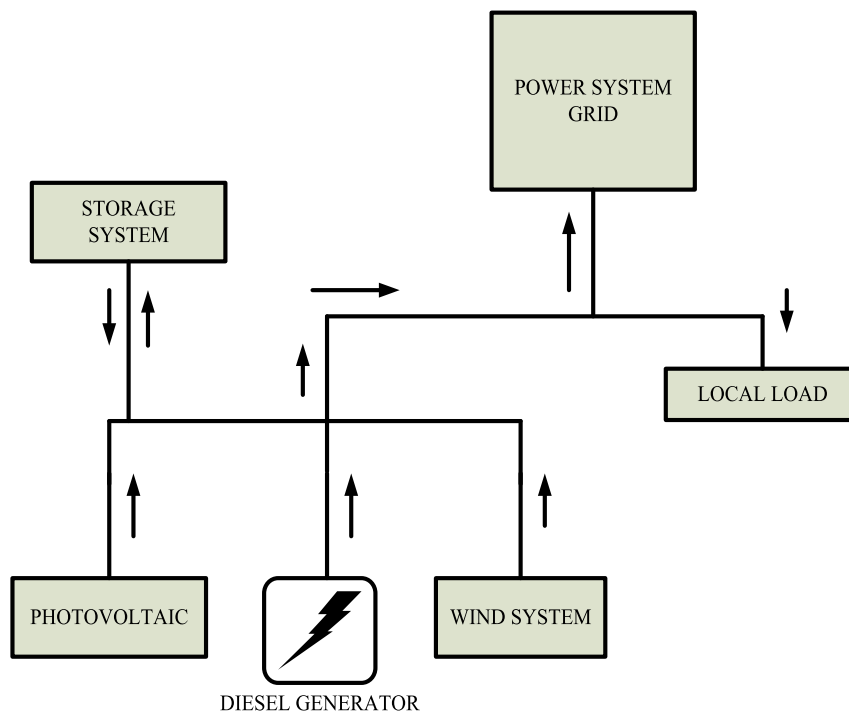 POWER SYSTEM
GRID
STORAGE
SYSTEM
LOCAL LOAD
PHOTOVOLTAIC
WIND SYSTEM
DIESEL GENERATOR